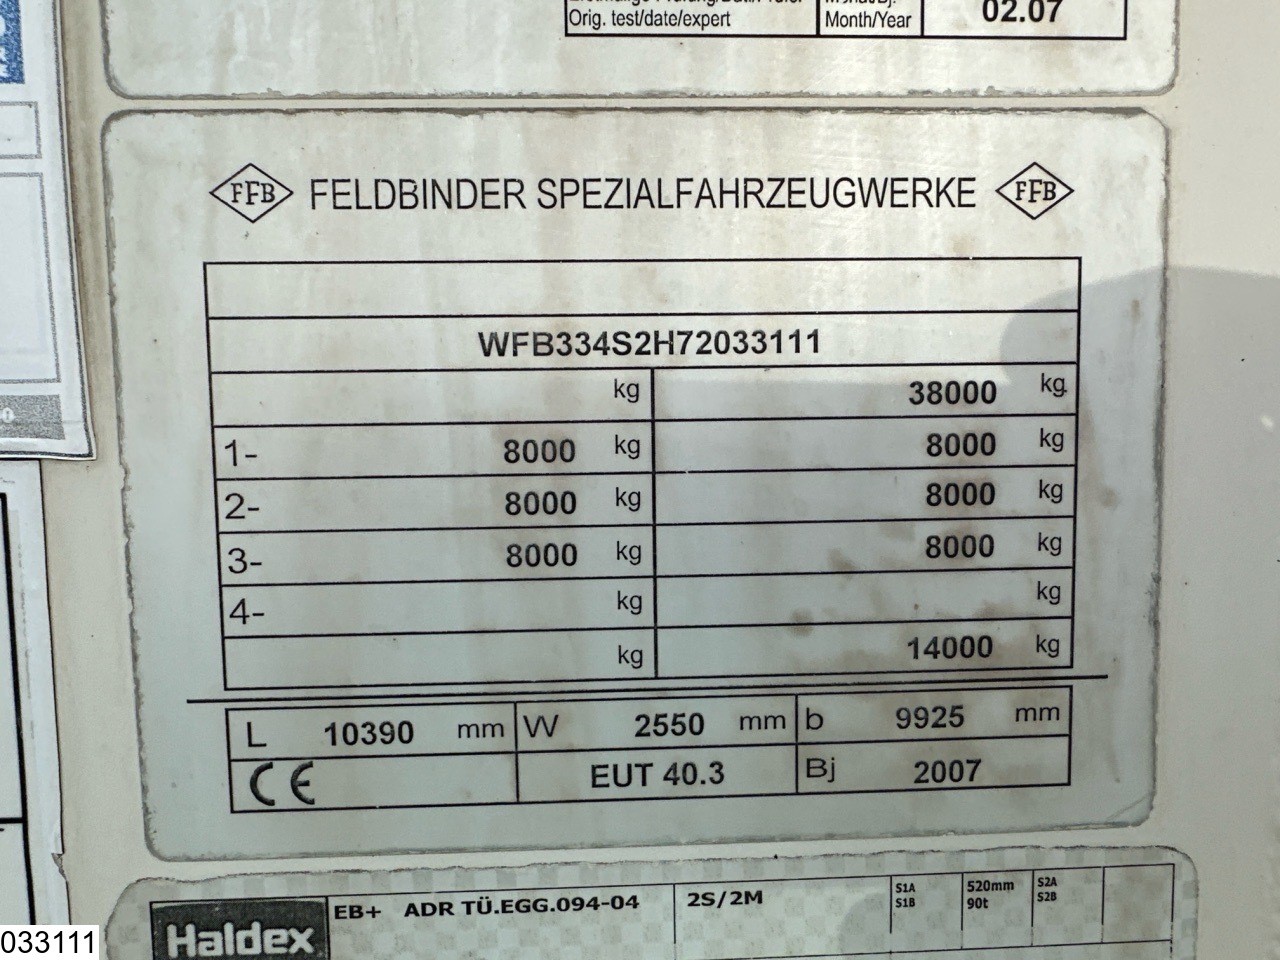 Orig. test/date/expert Month/Year 02.07
FFB FELDBINDER SPEZIALFAHRZEUGWERKE FFB
WFB334S2H72033111
kg 38000 kg
1- 8000 kg 8000 kg
2- 8000 kg 8000 kg
3- 8000 kg 8000 kg
4- kg kg
kg 14000 kg
L 10390 mm W 2550 mm b 9925 mm
CE EUT 40.3 Bj 2007
Haldex EB+ ADR TÜ.EGG.094-04 2S/2M S1A 520mm S2A
S1B 90t S2B
033111